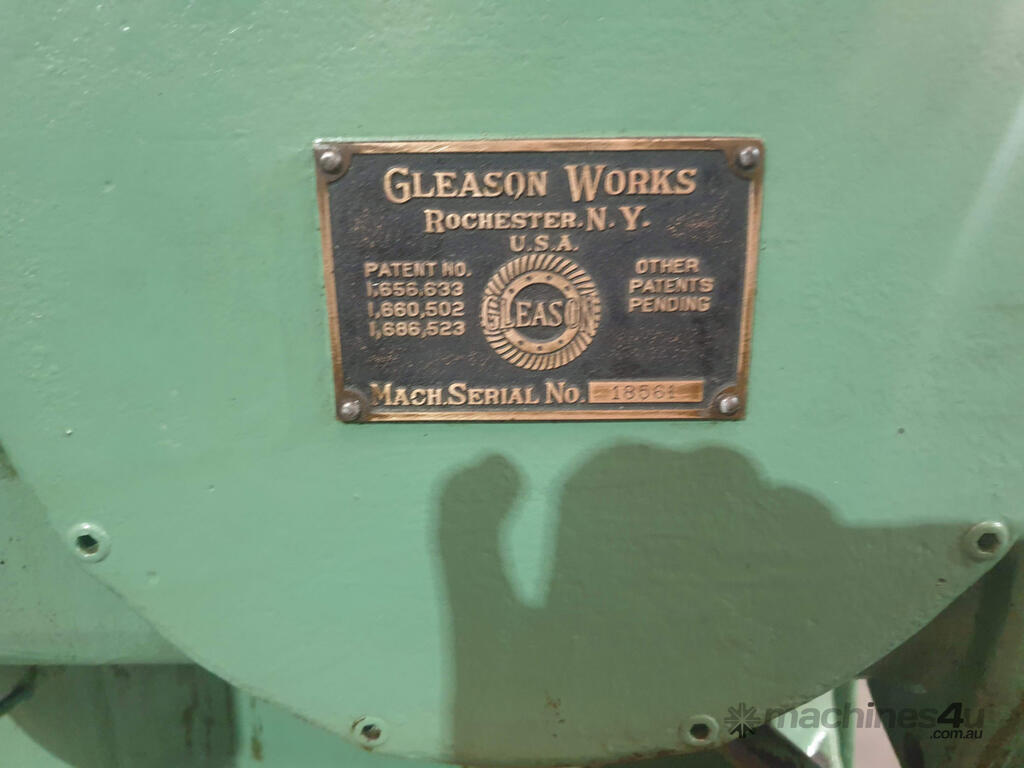 GLEASON WORKS
ROCHESTER. N. Y.
U.S.A.
PATENT NO.
1,656,633
1,660,502
1,686,523
GLEASON
OTHER
PATENTS
PENDING
MACH. SERIAL NO. 18561
machines4u
.com.au